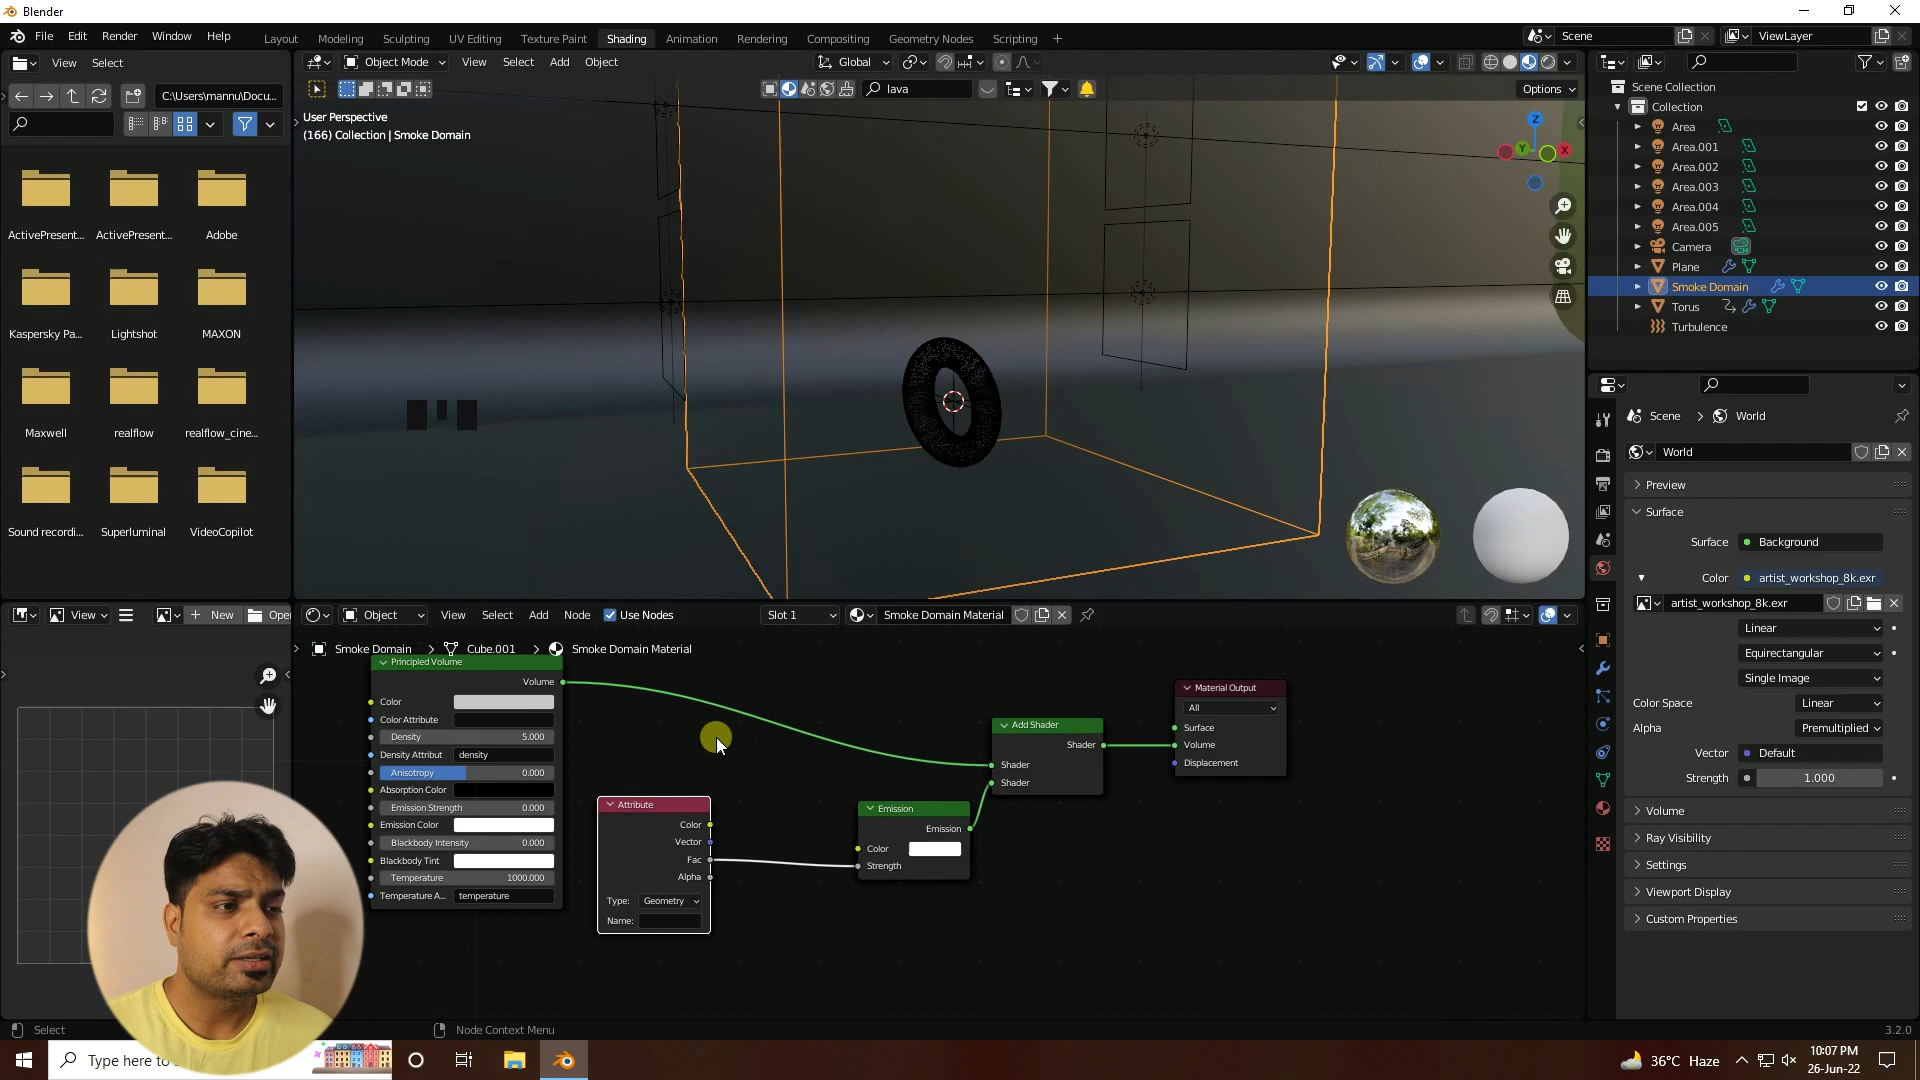 Blender
File Edit Render Window Help
Layout Modeling Sculpting UV Editing Texture Paint Shading Animation Rendering Compositing Geometry Nodes Scripting +
Scene
ViewLayer
View Select
Object Mode View Select Add Object
Global
C:\Users\mannu\Docu...
lava
Options
User Perspective
(166) Collection | Smoke Domain
Z
Y
X
ActivePresent... ActivePresent... Adobe
Kaspersky Pa... Lightshot MAXON
Maxwell realflow realflow_cine...
Sound recordi... Superluminal VideoCopilot
Scene Collection
Collection
Area
Area.001
Area.002
Area.003
Area.004
Area.005
Camera
Plane
Smoke Domain
Torus
Turbulence
Scene > World
World
Preview
Surface
Surface Background
Color artist_workshop_8k.exr
artist_workshop_8k.exr
Linear
Equirectangular
Single Image
Color Space Linear
Alpha Premultiplied
Vector Default
Strength 1.000
Volume
Ray Visibility
Settings
Viewport Display
Custom Properties
View + New Open
Object View Select Add Node Use Nodes Slot 1 Smoke Domain Material
Smoke Domain > Cube.001 > Smoke Domain Material
Principled Volume
Volume
Color
Color Attribute
Density 5.000
Density Attribut density
Anisotropy 0.000
Absorption Color
Emission Strength 0.000
Emission Color
Blackbody Intensity 0.000
Blackbody Tint
Temperature 1000.000
Temperature A... temperature
Attribute
Color
Vector
Fac
Alpha
Type: Geometry
Name:
Emission
Emission
Color
Strength
Add Shader
Shader
Shader
Shader
Material Output
All
Surface
Volume
Displacement
Select
Node Context Menu
3.2.0
Type here to
36°C Haze
10:07 PM
26-Jun-22